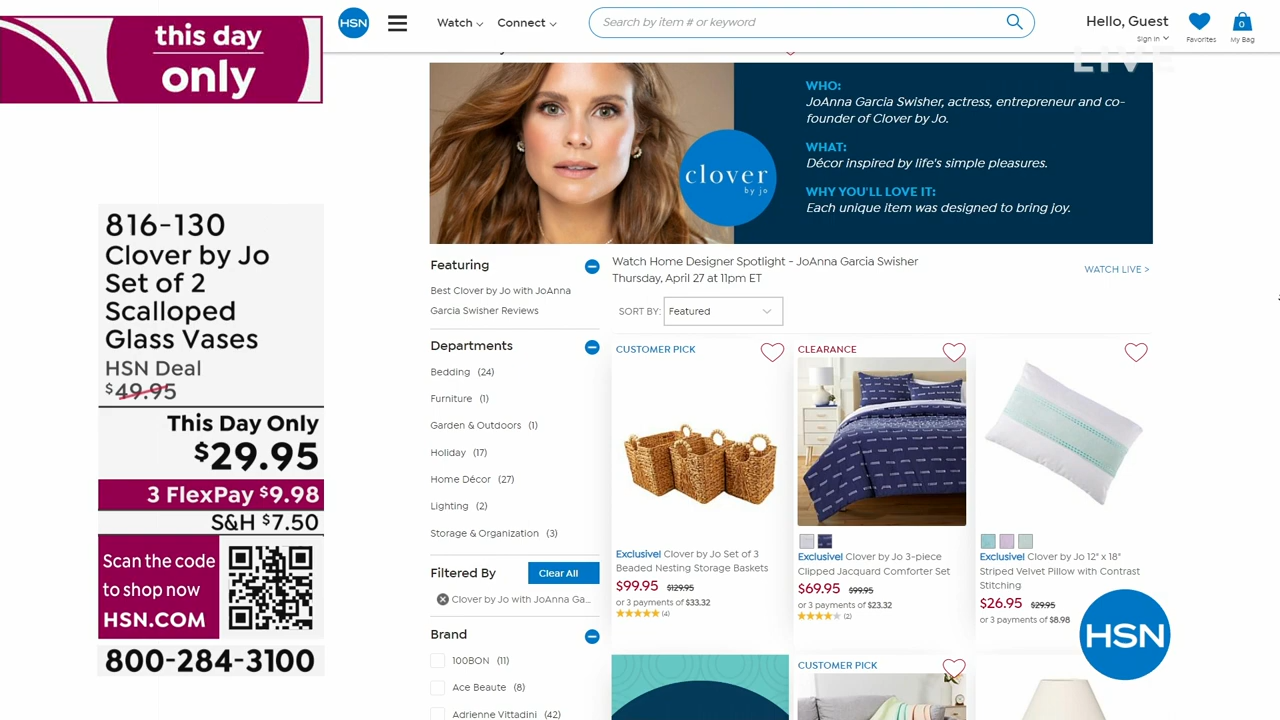 this day
only
816-130
Clover by Jo
Set of 2
Scalloped
Glass Vases
HSN Deal
$49.95
This Day Only
$29.95
3 FlexPay $9.98
S&H $7.50
Scan the code
to shop now
HSN.COM
800-284-3100
HSN
Watch
Connect
Search by item # or keyword
Hello, Guest
Sign In
Favorites
0
My Bag
LIVE
clover
by jo
WHO:
JoAnna Garcia Swisher, actress, entrepreneur and co-
founder of Clover by Jo.
WHAT:
Décor inspired by life's simple pleasures.
WHY YOU'LL LOVE IT:
Each unique item was designed to bring joy.
Featuring
Best Clover by Jo with JoAnna
Garcia Swisher Reviews
Departments
Bedding (24)
Furniture (1)
Garden & Outdoors (1)
Holiday (17)
Home Décor (27)
Lighting (2)
Storage & Organization (3)
Filtered By
Clear All
Clover by Jo with JoAnna Ga...
Brand
100BON (11)
Ace Beaute (8)
Adrienne Vittadini (42)
Watch Home Designer Spotlight - JoAnna Garcia Swisher
Thursday, April 27 at 11pm ET
WATCH LIVE >
SORT BY: Featured
CUSTOMER PICK
Exclusive! Clover by Jo Set of 3
Beaded Nesting Storage Baskets
$99.95 $129.95
or 3 payments of $33.32
(4)
CLEARANCE
Exclusive! Clover by Jo 3-piece
Clipped Jacquard Comforter Set
$69.95 $99.95
or 3 payments of $23.32
(2)
Exclusive! Clover by Jo 12" x 18"
Striped Velvet Pillow with Contrast
Stitching
$26.95 $29.95
or 3 payments of $8.98
CUSTOMER PICK
HSN